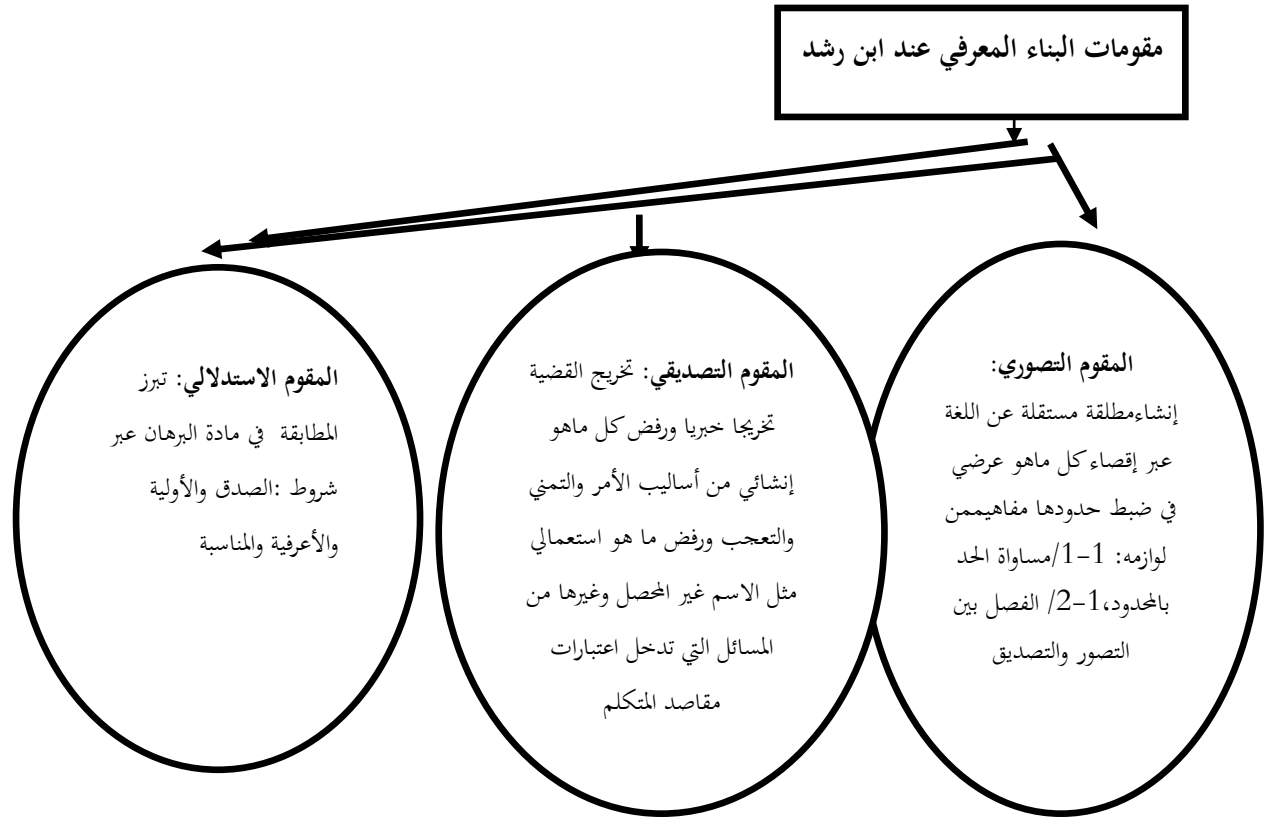 مقومات البناء المعرفي عند ابن رشد
المقوم التصوري:
إنشاءمطلقة مستقلة عن اللغة
عبر إقصاء كل ماهو عرضي
في ضبط حدودها مفاهيممن
لوازمه: 1-1/مساواة الحد
بالمحدود،1-2/ الفصل بين
التصور والتصديق
المقوم التصديقي: تخريج القضية
تخريجا خبريا ورفض كل ماهو
إنشائي من أساليب الأمر والتمني
والتعجب ورفض ما هو استعمالي
مثل الاسم غير المحصل وغيرها من
المسائل التي تدخل اعتبارات
مقاصد المتكلم
المقوم الاستدلالي: تبرز
المطابقة في مادة البرهان عبر
شروط :الصدق والأولية
والأعرفية والمناسبة